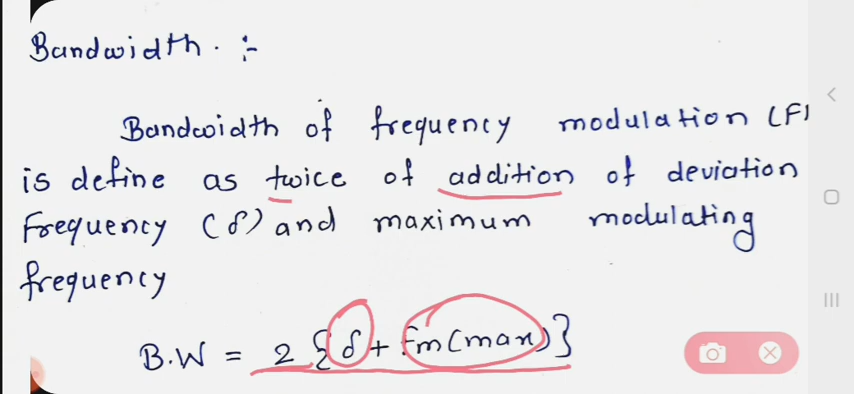 Bandwidth :-
Bandwidth of frequency modulation (F
is define as twice of addition of deviation
Frequency (δ) and maximum modulating
frequency
B.W = 2 {δ + fm(max)}